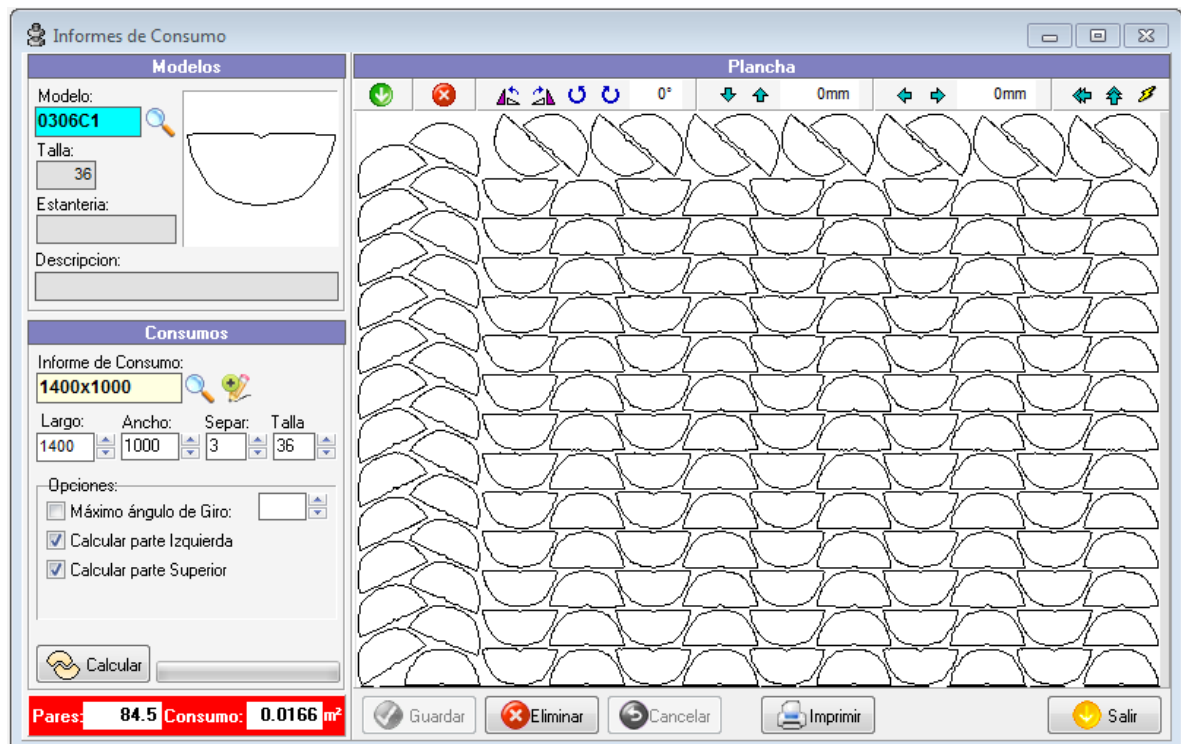 Informes de Consumo
Modelos
Modelo:
0306C1
Talla:
36
Estanteria:
Descripcion:
Consumos
Informe de Consumo:
1400x1000
Largo: Ancho: Separ: Talla
1400 1000 3 36
Opciones:
Máximo ángulo de Giro:
Calcular parte Izquierda
Calcular parte Superior
Calcular
Pares: 84.5 Consumo: 0.0166 m²
Plancha
0° 0mm 0mm
Guardar Eliminar Cancelar Imprimir Salir